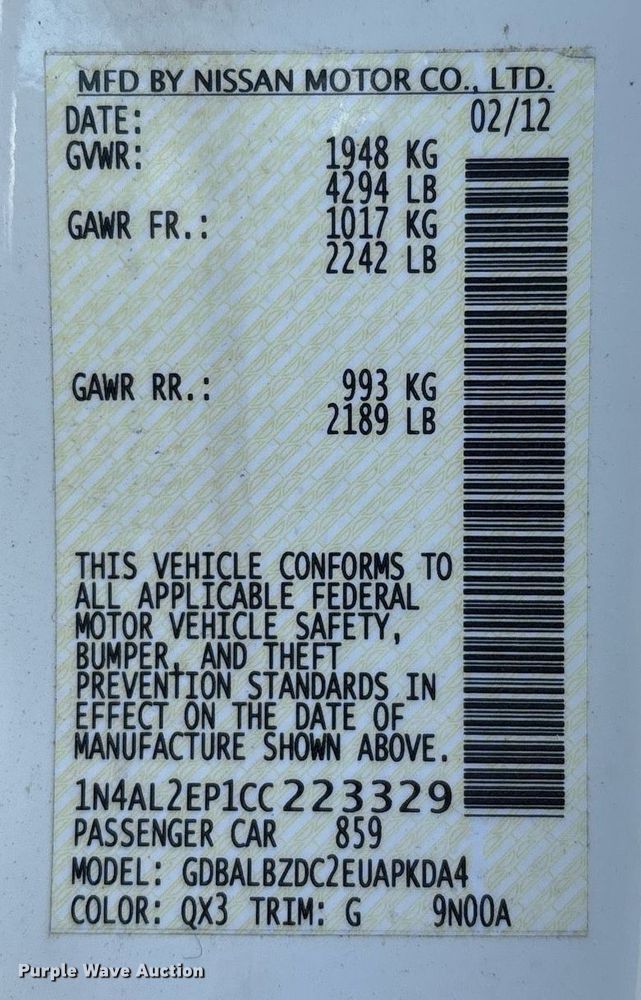 MFD BY NISSAN MOTOR CO., LTD.
DATE: 02/12
GVWR: 1948 KG
4294 LB
GAWR FR.: 1017 KG
2242 LB
GAWR RR.: 993 KG
2189 LB
THIS VEHICLE CONFORMS TO
ALL APPLICABLE FEDERAL
MOTOR VEHICLE SAFETY,
BUMPER, AND THEFT
PREVENTION STANDARDS IN
EFFECT ON THE DATE OF
MANUFACTURE SHOWN ABOVE.
1N4AL2EP1CC223329
PASSENGER CAR 859
MODEL: GDBALBZDC2EUAPKDA4
COLOR: QX3 TRIM: G 9N00A
Purple Wave Auction